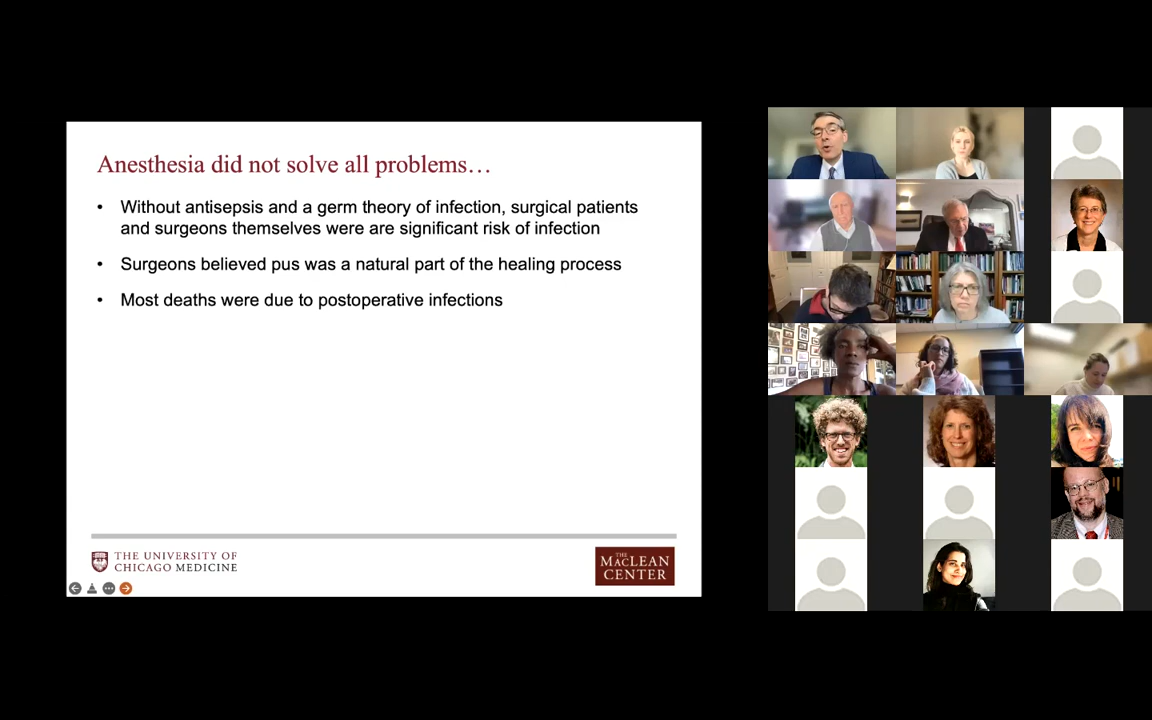 Anesthesia did not solve all problems…
• Without antisepsis and a germ theory of infection, surgical patients
and surgeons themselves were are significant risk of infection
• Surgeons believed pus was a natural part of the healing process
• Most deaths were due to postoperative infections
THE UNIVERSITY OF
CHICAGO MEDICINE
THE
MACLEAN
CENTER